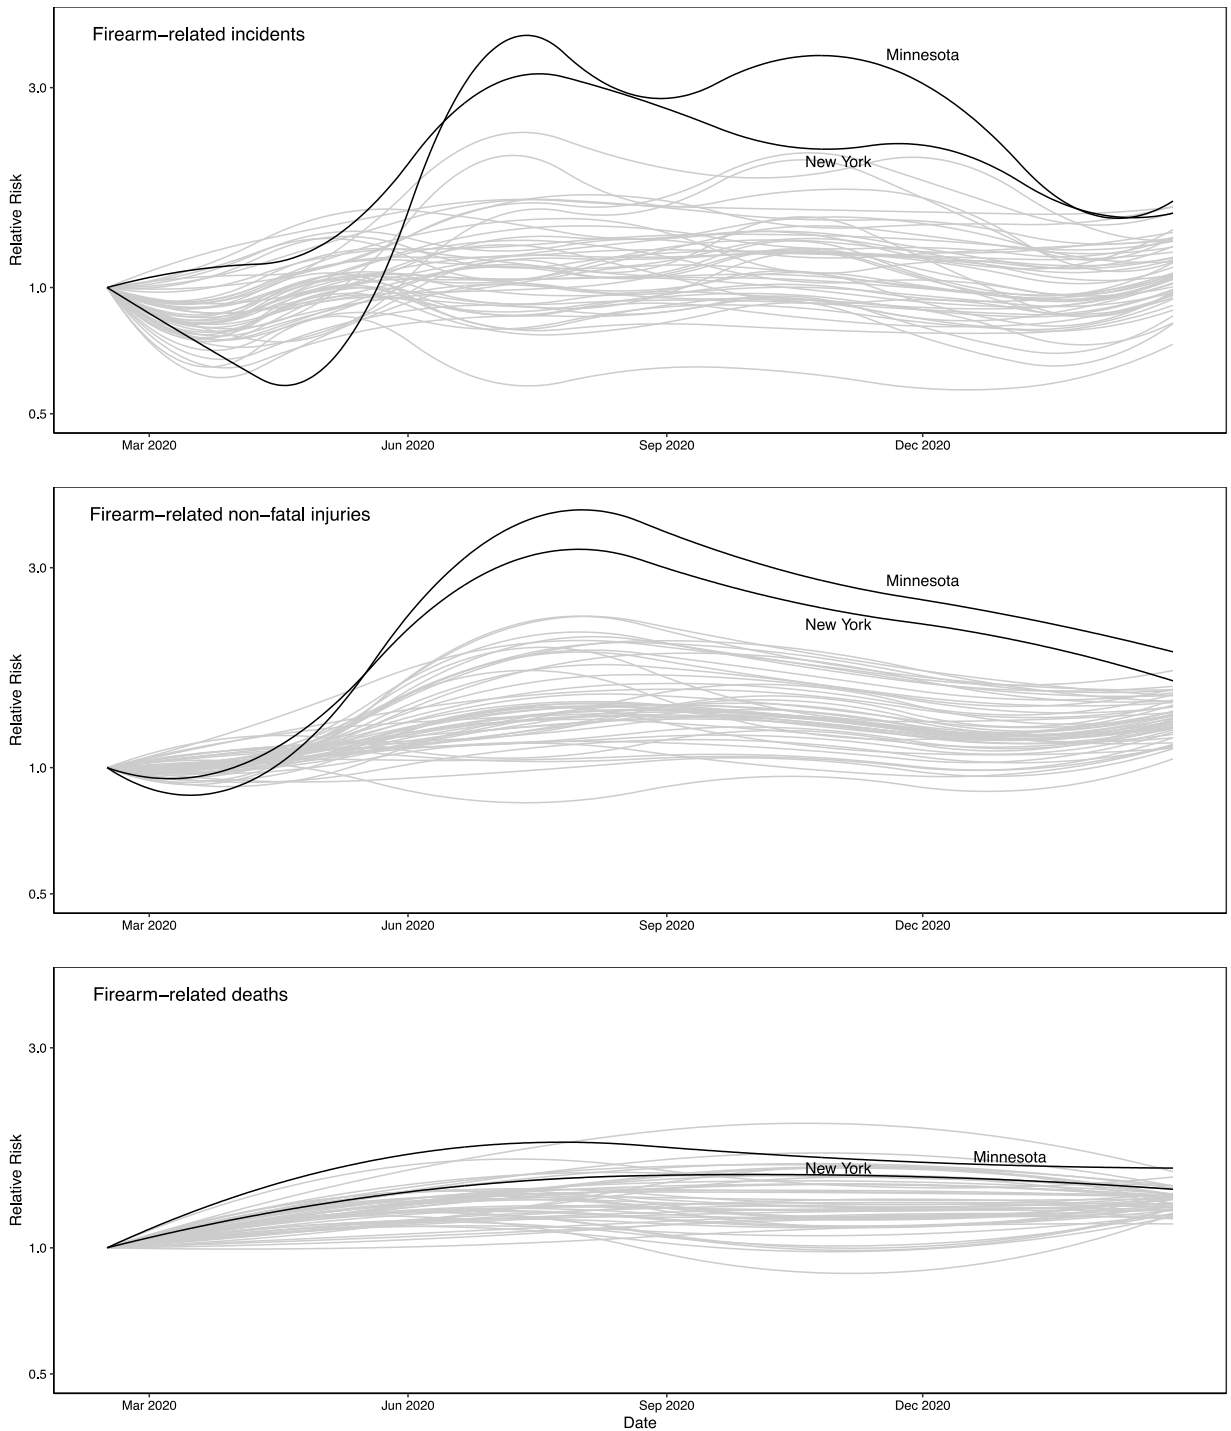 Firearm−related incidents
Minnesota
3.0
New York
Relative Risk
1.0
0.5
Mar 2020 Jun 2020 Sep 2020 Dec 2020
Firearm−related non−fatal injuries
3.0
Minnesota
New York
Relative Risk
1.0
0.5
Mar 2020 Jun 2020 Sep 2020 Dec 2020
Firearm−related deaths
3.0
Minnesota
New York
Relative Risk
1.0
0.5
Mar 2020 Jun 2020 Sep 2020 Dec 2020
Date